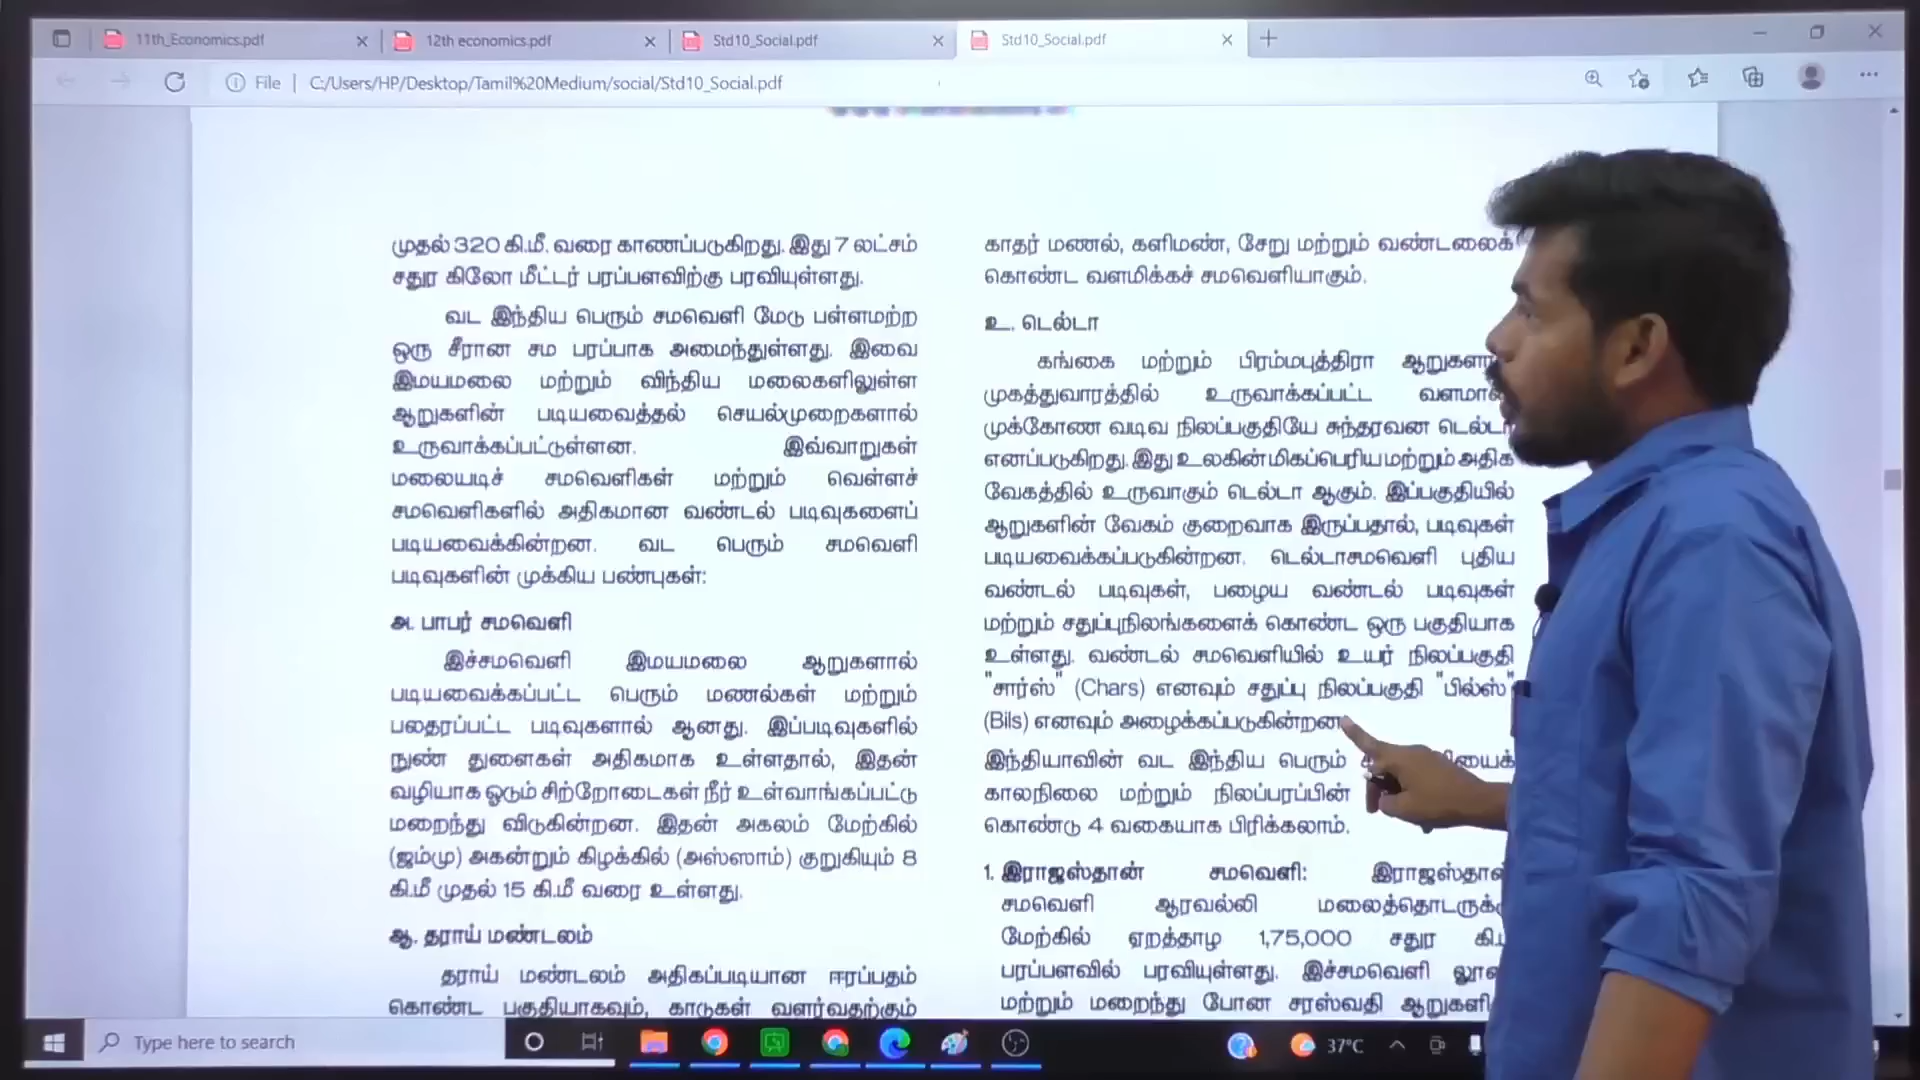 11th_Economics.pdf
12th economics.pdf
Std10_Social.pdf
Std10_Social.pdf
File | C:/Users/HP/Desktop/Tamil%20Medium/social/Std10_Social.pdf
முதல் 320 கி.மீ. வரை காணப்படுகிறது. இது 7 லட்சம்
சதுர கிலோ மீட்டர் பரப்பளவிற்கு பரவியுள்ளது.
வட இந்திய பெரும் சமவெளி மேடு பள்ளமற்ற
ஒரு சீரான சம பரப்பாக அமைந்துள்ளது. இவை
இமயமலை மற்றும் விந்திய மலைகளிலுள்ள
ஆறுகளின் படியவைத்தல் செயல்முறைகளால்
உருவாக்கப்பட்டுள்ளன. இவ்வாறுகள்
மலையடிச் சமவெளிகள் மற்றும் வெள்ளச்
சமவெளிகளில் அதிகமான வண்டல் படிவுகளைப்
படியவைக்கின்றன. வட பெரும் சமவெளி
படிவுகளின் முக்கிய பண்புகள்:
அ. பாபர் சமவெளி
இச்சமவெளி இமயமலை ஆறுகளால்
படியவைக்கப்பட்ட பெரும் மணல்கள் மற்றும்
பலதரப்பட்ட படிவுகளால் ஆனது. இப்படிவுகளில்
நுண் துளைகள் அதிகமாக உள்ளதால், இதன்
வழியாக ஓடும் சிற்றோடைகள் நீர் உள்வாங்கப்பட்டு
மறைந்து விடுகின்றன. இதன் அகலம் மேற்கில்
(ஜம்மு) அகன்றும் கிழக்கில் (அஸ்ஸாம்) குறுகியும் 8
கி.மீ முதல் 15 கி.மீ வரை உள்ளது.
ஆ. தராய் மண்டலம்
தராய் மண்டலம் அதிகப்படியான ஈரப்பதம்
கொண்ட பகுதியாகவும், காடுகள் வளர்வதற்கும்
காதர் மணல், களிமண், சேறு மற்றும் வண்டலைக்
கொண்ட வளமிக்கச் சமவெளியாகும்.
உ. டெல்டா
கங்கை மற்றும் பிரம்மபுத்திரா
முகத்துவாரத்தில் உருவாக்கப்பட்ட
முக்கோண வடிவ நிலப்பகுதியே சுந்தரவன
எனப்படுகிறது. இது உலகின் மிகப்பெரிய மற்றும் அதிக
வேகத்தில் உருவாகும் டெல்டா ஆகும். இப்பகுதியில்
ஆறுகளின் வேகம் குறைவாக இருப்பதால், படிவுகள்
படியவைக்கப்படுகின்றன. டெல்டாசமவெளி புதிய
வண்டல் படிவுகள், பழைய வண்டல் படிவுகள்
மற்றும் சதுப்புநிலங்களைக் கொண்ட ஒரு பகுதியாக
உள்ளது. வண்டல் சமவெளியில் உயர் நிலப்பகுதி
"சார்ஸ்" (Chars) எனவும் சதுப்பு நிலப்பகுதி "பில்ஸ்"
(Bils) எனவும் அழைக்கப்படுகின்றன
இந்தியாவின் வட இந்திய பெரும்
காலநிலை மற்றும் நிலப்பரப்பின்
கொண்டு 4 வகையாக பிரிக்கலாம்.
1. இராஜஸ்தான் சமவெளி:
சமவெளி ஆரவல்லி
மேற்கில் ஏறத்தாழ 1,75,000 சதுர
பரப்பளவில் பரவியுள்ளது. இச்சமவெளி
மற்றும் மறைந்து போன சரஸ்வதி
Type here to search
37°C